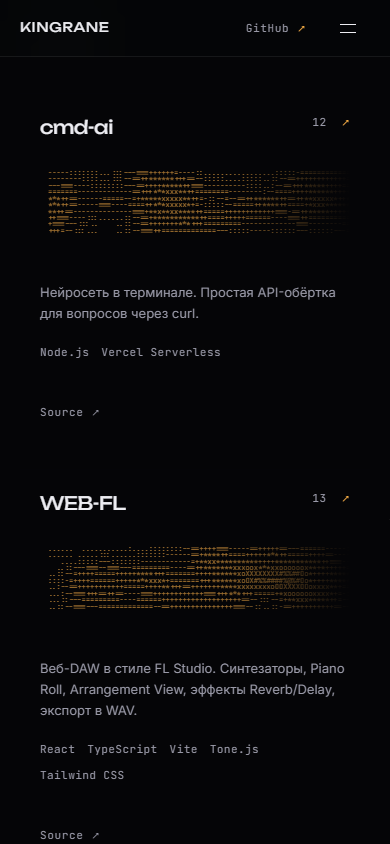 KINGRANE
GitHub ↗
cmd-ai
12 ↗
Нейросеть в терминале. Простая API-обёртка
для вопросов через curl.
Node.js Vercel Serverless
Source ↗
WEB-FL
13 ↗
Веб-DAW в стиле FL Studio. Синтезаторы, Piano
Roll, Arrangement View, эффекты Reverb/Delay,
экспорт в WAV.
React TypeScript Vite Tone.js
Tailwind CSS
Source ↗